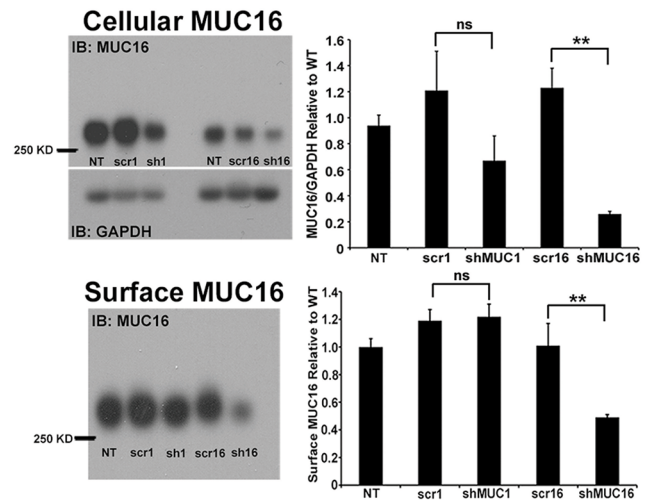 Cellular MUC16
IB: MUC16
250 KD
NT scr1 sh1 NT scr16 sh16
IB: GAPDH
MUC16/GAPDH Relative to WT
1.6
1.4
1.2
1.0
0.8
0.6
0.4
0.2
0
ns
**
NT scr1 shMUC1 scr16 shMUC16
Surface MUC16
IB: MUC16
250 KD
NT scr1 sh1 scr16 sh16
Surface MUC16 Relative to WT
1.4
1.2
1.0
0.8
0.6
0.4
0.2
0
ns
**
NT scr1 shMUC1 scr16 shMUC16